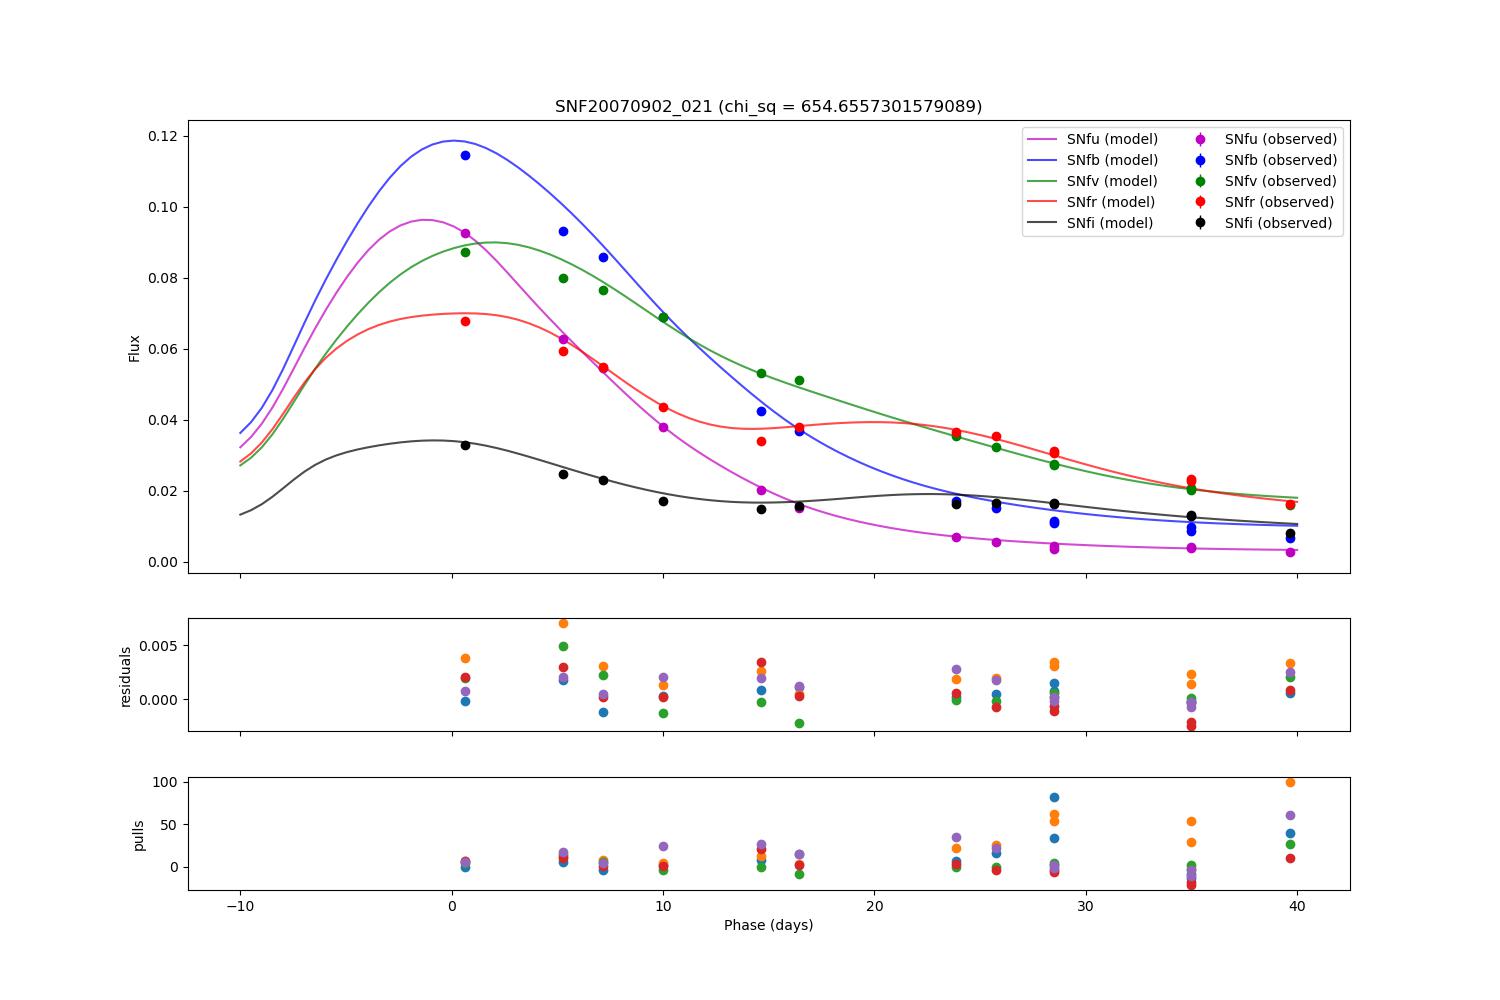 SNF20070902_021 (chi_sq = 654.6557301579089)
0.12
0.10
0.08
0.06
0.04
0.02
0.00
Flux
SNfu (model)
SNfb (model)
SNfv (model)
SNfr (model)
SNfi (model)
SNfu (observed)
SNfb (observed)
SNfv (observed)
SNfr (observed)
SNfi (observed)
0.005
0.000
residuals
100
50
0
pulls
−10
0
10
20
30
40
Phase (days)